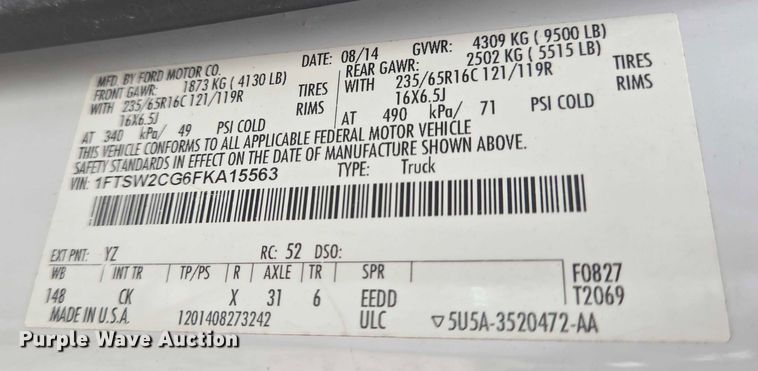 MFD. BY FORD MOTOR CO.
DATE: 08/14 GVWR: 4309 KG ( 9500 LB)
FRONT GAWR: 1873 KG ( 4130 LB) REAR GAWR: 2502 KG ( 5515 LB)
WITH 235/65R16C 121/119R TIRES WITH 235/65R16C 121/119R TIRES
16X6.5J RIMS 16X6.5J RIMS
AT 340 kPa/ 49 PSI COLD AT 490 kPa/ 71 PSI COLD
THIS VEHICLE CONFORMS TO ALL APPLICABLE FEDERAL MOTOR VEHICLE
SAFETY STANDARDS IN EFFECT ON THE DATE OF MANUFACTURE SHOWN ABOVE.
VIN: 1FTSW2CG6FKA15563 TYPE: Truck
EXT PNT: YZ RC: 52 DSO:
WB INT TR TP/PS R AXLE TR SPR F0827
148 CK X 31 6 EEDD T2069
MADE IN U.S.A. 1201408273242 ULC ▽5U5A-3520472-AA
Purple Wave Auction